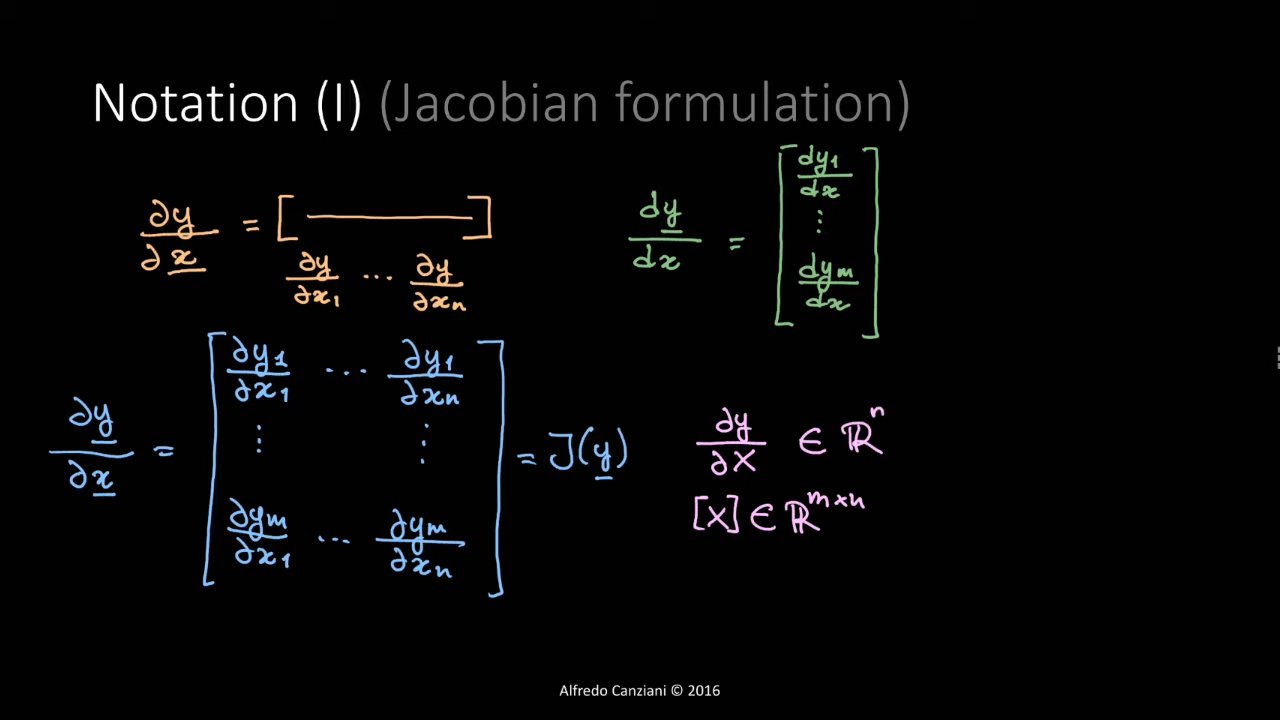 Notation (I) (Jacobian formulation)
∂y/∂x̲ = [ ——— ]
∂y/∂x₁ ... ∂y/∂xₙ
dy̲/dx = [ dy₁/dx
⋮
dyₘ/dx ]
∂y̲/∂x̲ = [ ∂y₁/∂x₁ ... ∂y₁/∂xₙ
⋮ ⋮
∂yₘ/∂x₁ ... ∂yₘ/∂xₙ ] = J(y̲)
∂y/∂X ∈ ℝⁿ
[X] ∈ ℝᵐˣⁿ
Alfredo Canziani © 2016